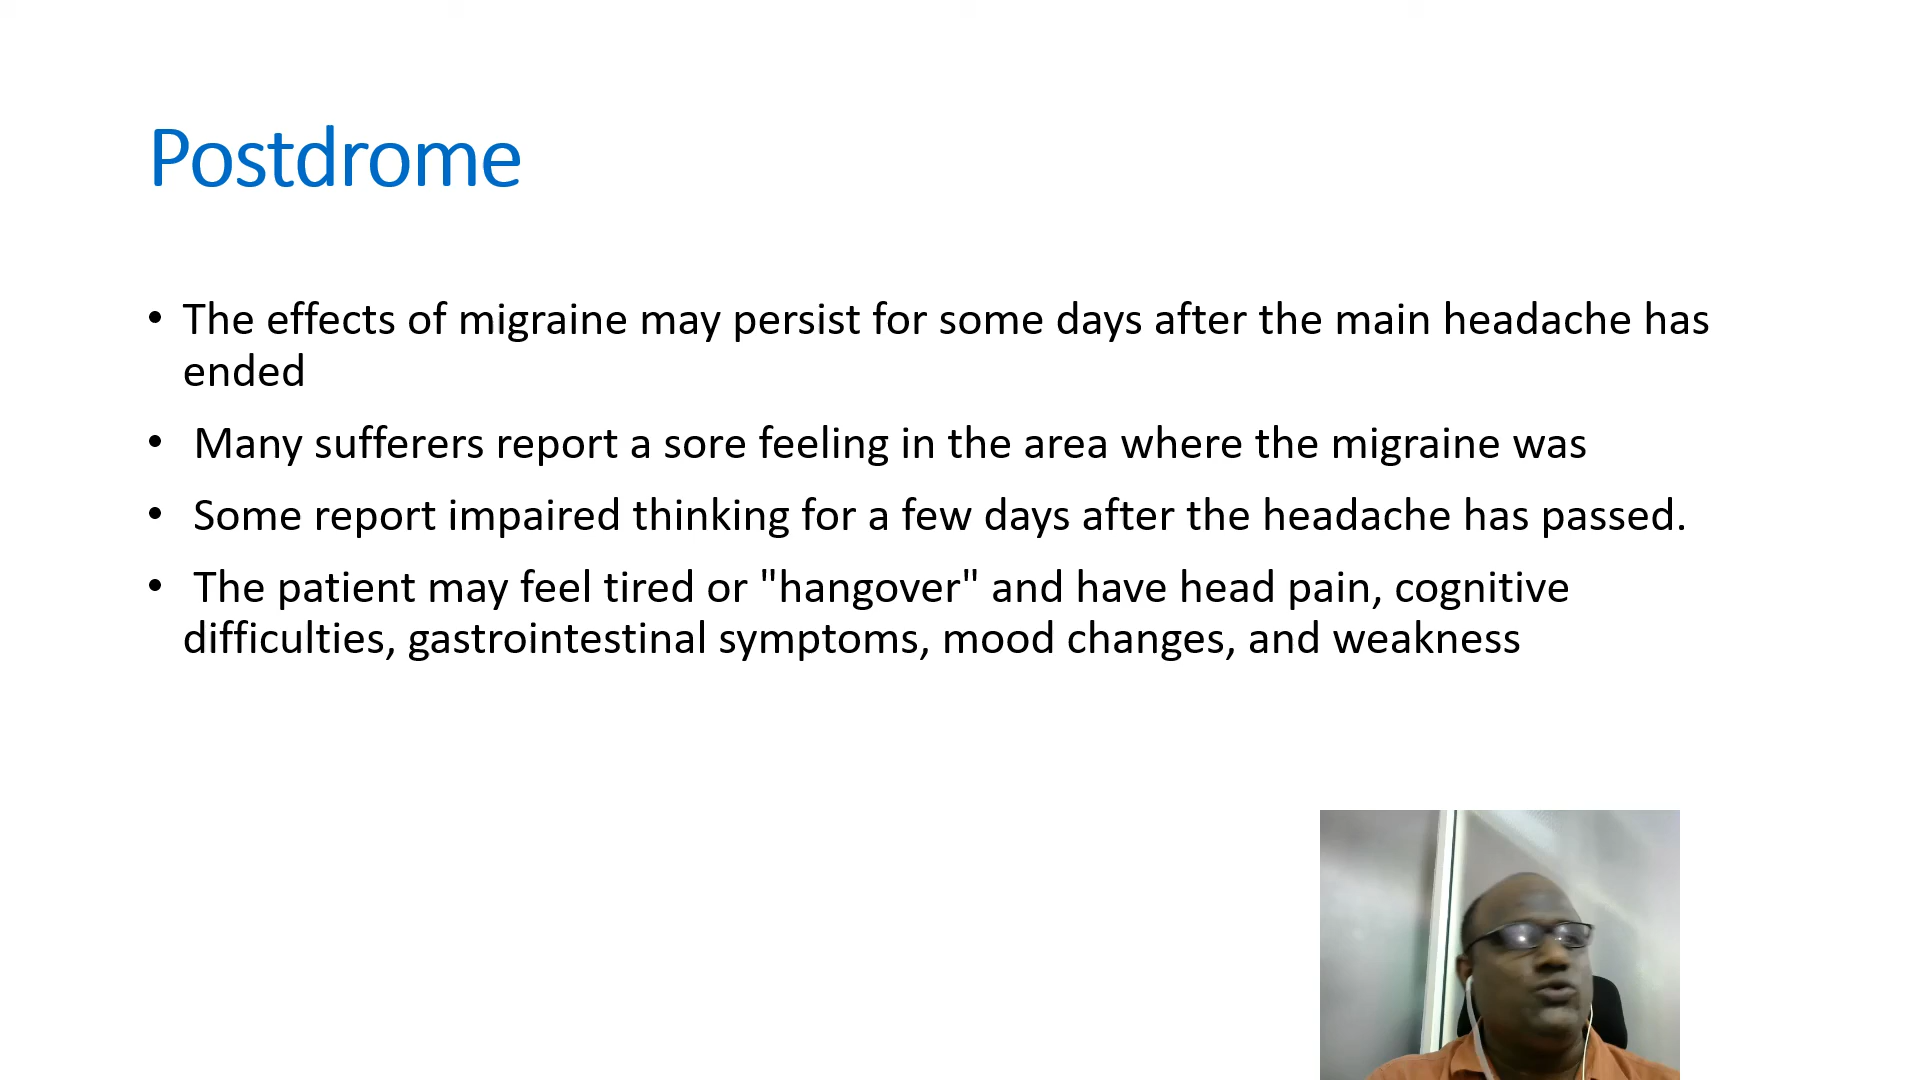 Postdrome
• The effects of migraine may persist for some days after the main headache has
ended
• Many sufferers report a sore feeling in the area where the migraine was
• Some report impaired thinking for a few days after the headache has passed.
• The patient may feel tired or "hangover" and have head pain, cognitive
difficulties, gastrointestinal symptoms, mood changes, and weakness